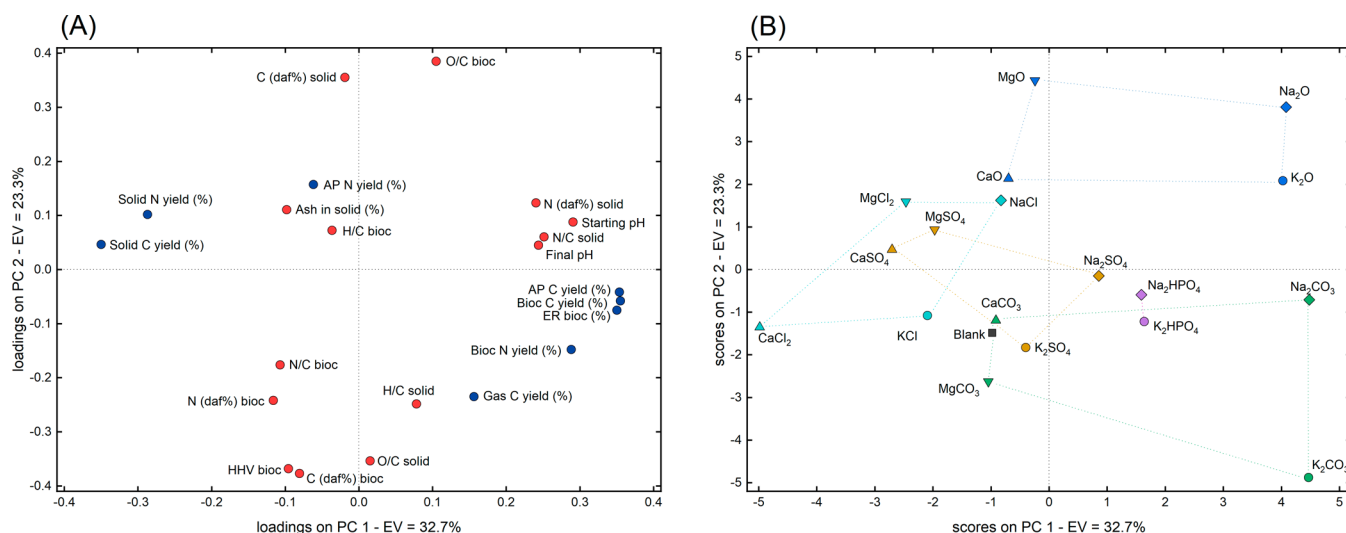 (A)
0.4
0.3
0.2
0.1
0.0
-0.1
-0.2
-0.3
-0.4
loadings on PC 2 - EV = 23.3%
O/C bioc
C (daf%) solid
AP N yield (%)
Solid N yield (%)
Ash in solid (%)
H/C bioc
Solid C yield (%)
N (daf%) solid
Starting pH
N/C solid
Final pH
AP C yield (%)
Bioc C yield (%)
ER bioc (%)
Bioc N yield (%)
N/C bioc
H/C solid
Gas C yield (%)
N (daf%) bioc
O/C solid
HHV bioc
C (daf%) bioc
-0.4 -0.3 -0.2 -0.1 0.0 0.1 0.2 0.3 0.4
loadings on PC 1 - EV = 32.7%
(B)
5
4
3
2
1
0
-1
-2
-3
-4
-5
scores on PC 2 - EV = 23.3%
MgO
Na₂O
CaO
K₂O
MgCl₂
NaCl
MgSO₄
CaSO₄
Na₂SO₄
Na₂HPO₄
Na₂CO₃
CaCO₃
K₂HPO₄
CaCl₂
KCl
Blank
K₂SO₄
MgCO₃
K₂CO₃
-5 -4 -3 -2 -1 0 1 2 3 4 5
scores on PC 1 - EV = 32.7%